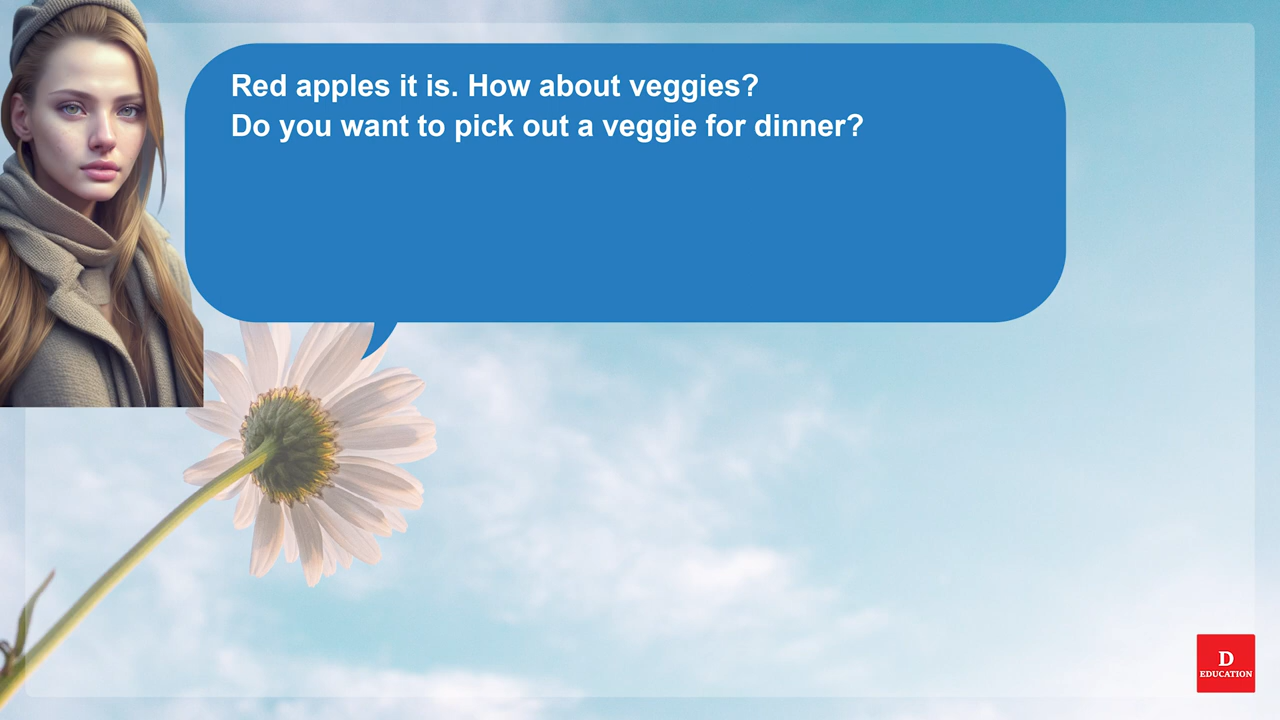 Red apples it is. How about veggies?
Do you want to pick out a veggie for dinner?
D
EDUCATION